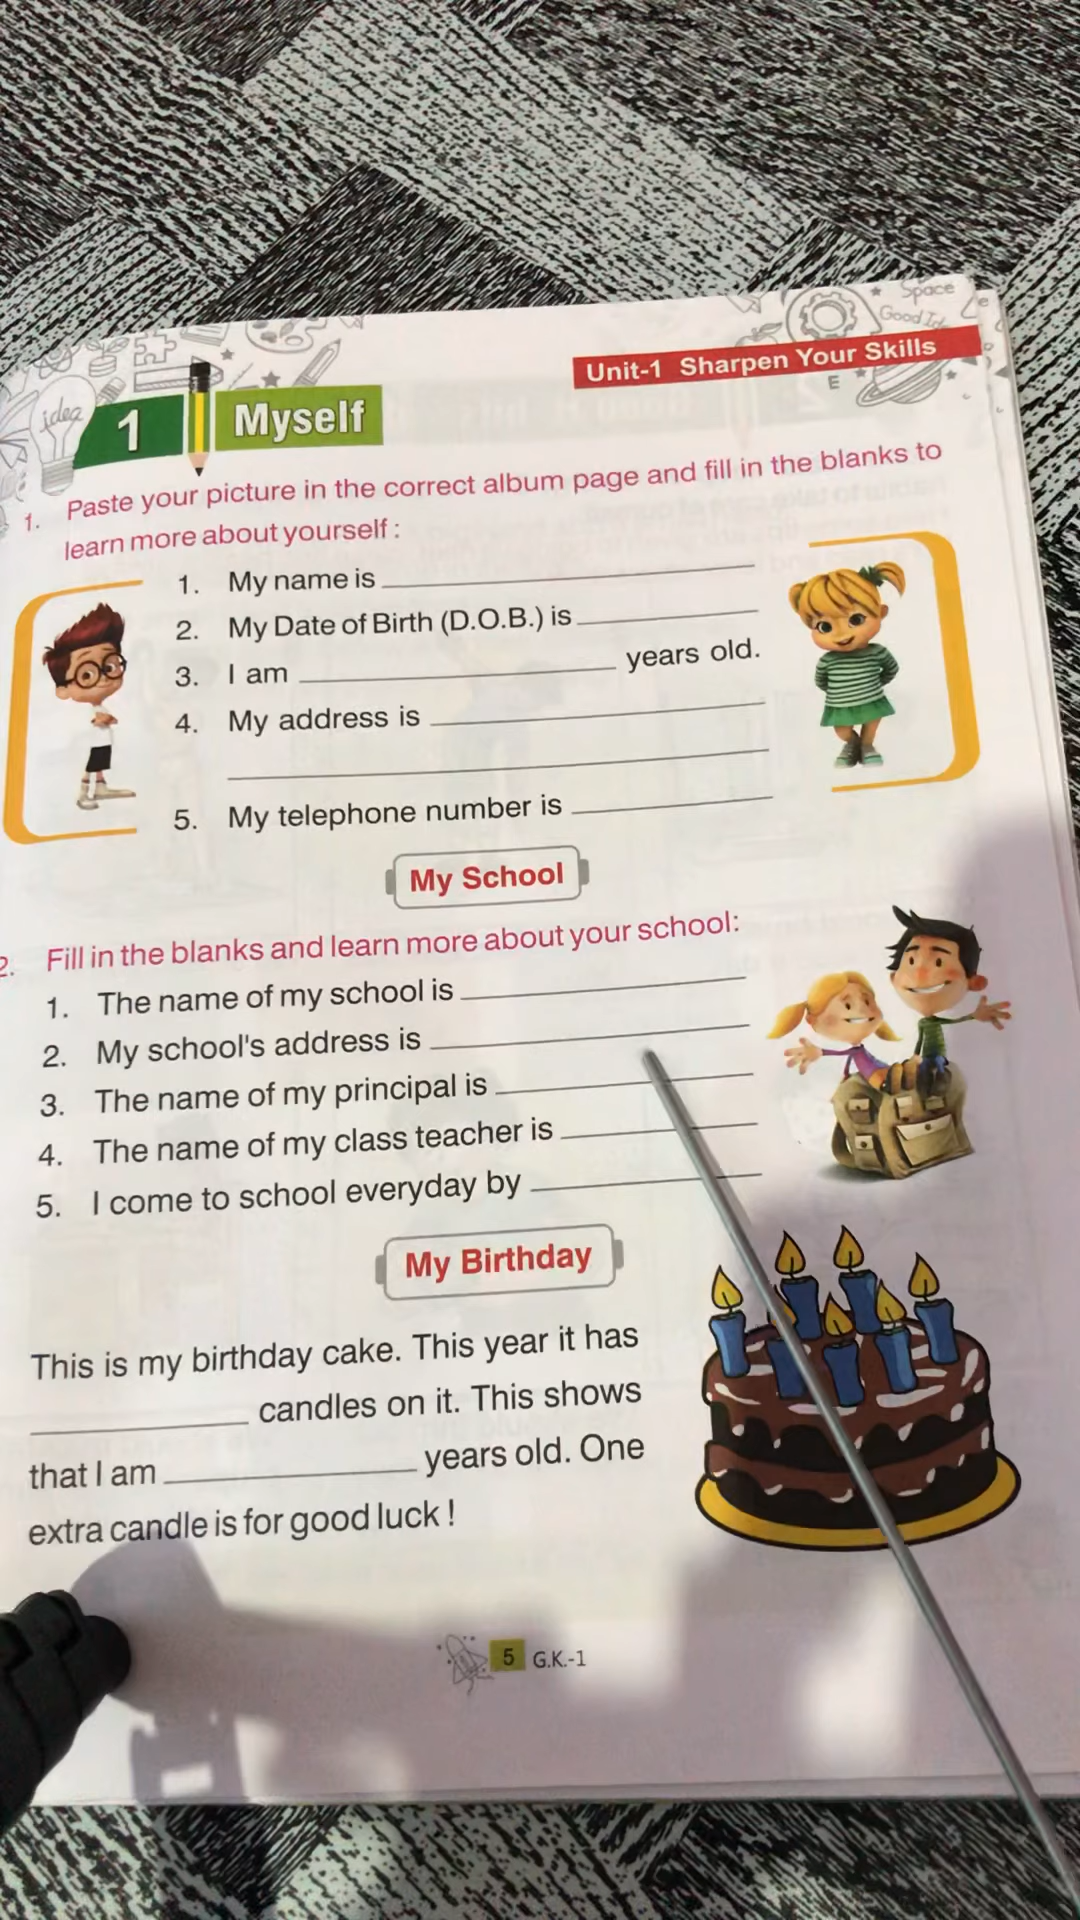 Space
Good
idea
Unit-1 Sharpen Your Skills
E
1 Myself
1. Paste your picture in the correct album page and fill in the blanks to
learn more about yourself :
1. My name is
2. My Date of Birth (D.O.B.) is
3. I am years old.
4. My address is
5. My telephone number is
My School
2. Fill in the blanks and learn more about your school:
1. The name of my school is
2. My school's address is
3. The name of my principal is
4. The name of my class teacher is
5. I come to school everyday by
My Birthday
This is my birthday cake. This year it has
candles on it. This shows
that I am years old. One
extra candle is for good luck !
5 G.K.-1